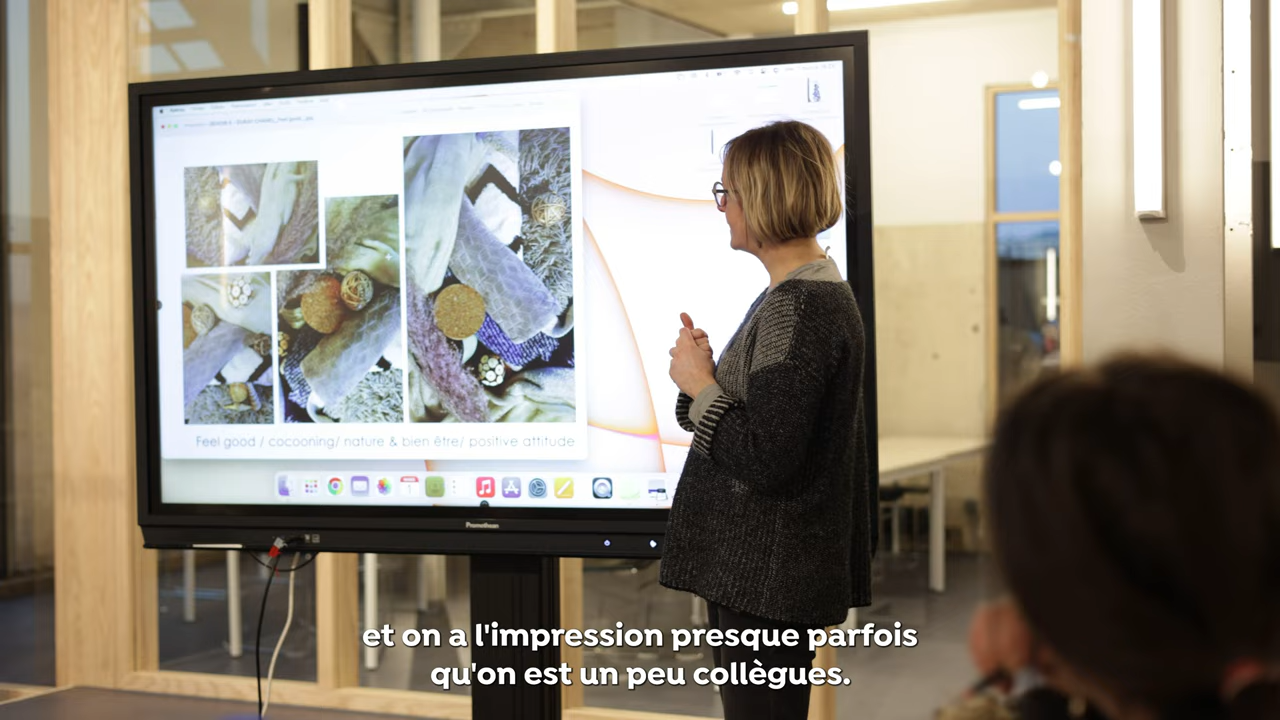 Feel good / cocooning/ nature & bien être/ positive attitude
Promethean
et on a l'impression presque parfois
qu'on est un peu collègues.